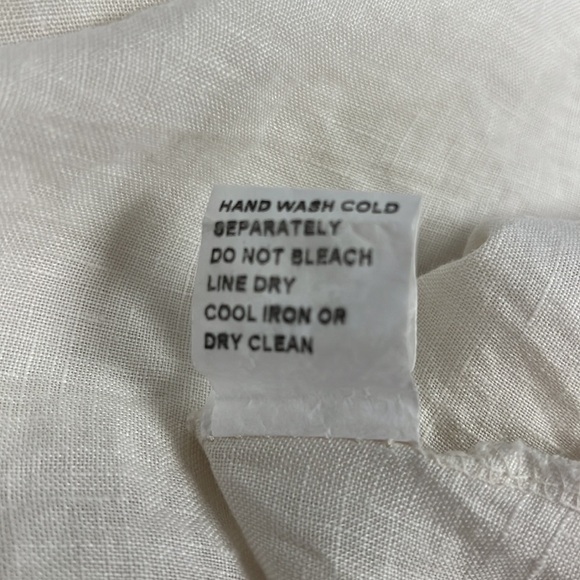 HAND WASH COLD
SEPARATELY
DO NOT BLEACH
LINE DRY
COOL IRON OR
DRY CLEAN